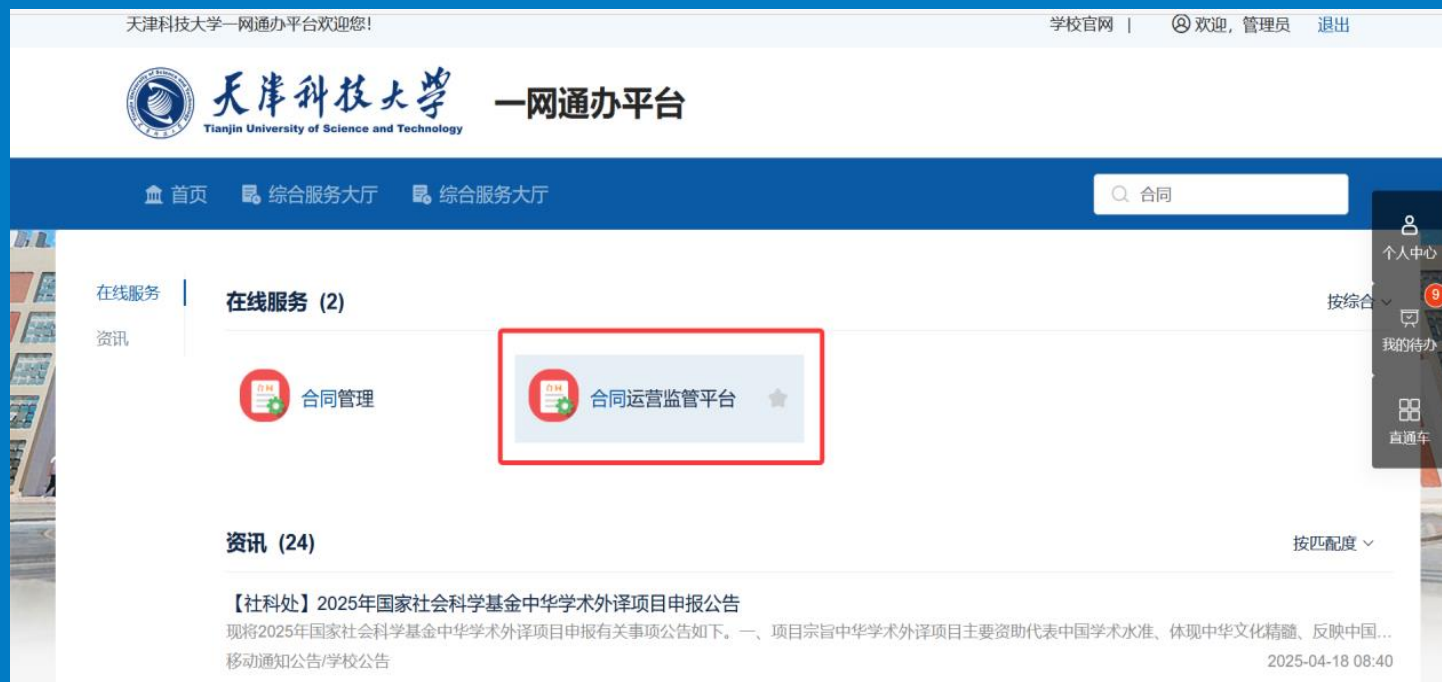 天津科技大学一网通办平台欢迎您!
学校官网 |
欢迎, 管理员
退出
天津科技大学
Tianjin University of Science and Technology
一网通办平台
首页
综合服务大厅
综合服务大厅
合同
个人中心
9
我的待办
直通车
在线服务
资讯
在线服务 (2)
按综合
合同管理
合同运营监管平台
资讯 (24)
按匹配度
【社科处】2025年国家社会科学基金中华学术外译项目申报公告
现将2025年国家社会科学基金中华学术外译项目申报有关事项公告如下。一、项目宗旨中华学术外译项目主要资助代表中国学术水准、体现中华文化精髓、反映中国...
移动通知公告/学校公告
2025-04-18 08:40